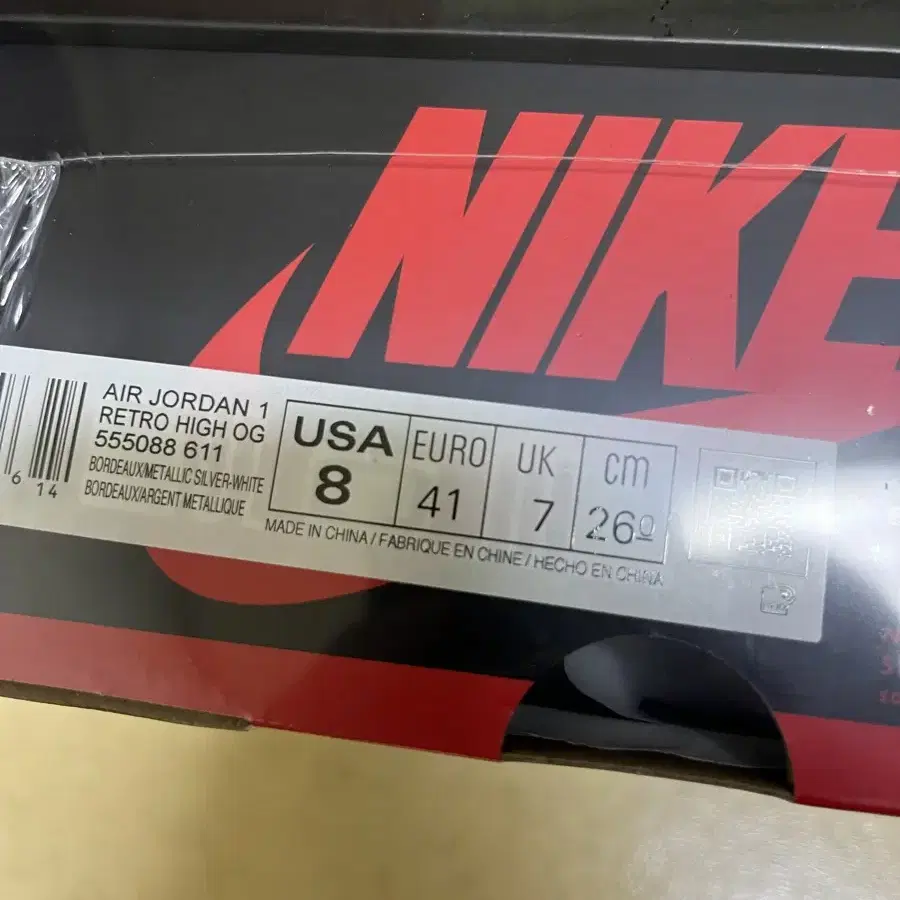 NIKE
AIR JORDAN 1
RETRO HIGH OG
555088 611
BORDEAUX/METALLIC SILVER-WHITE
BORDEAUX/ARGENT METALLIQUE
USA EURO UK cm
8 41 7 260
MADE IN CHINA / FABRIQUE EN CHINE / HECHO EN CHINA
6 14